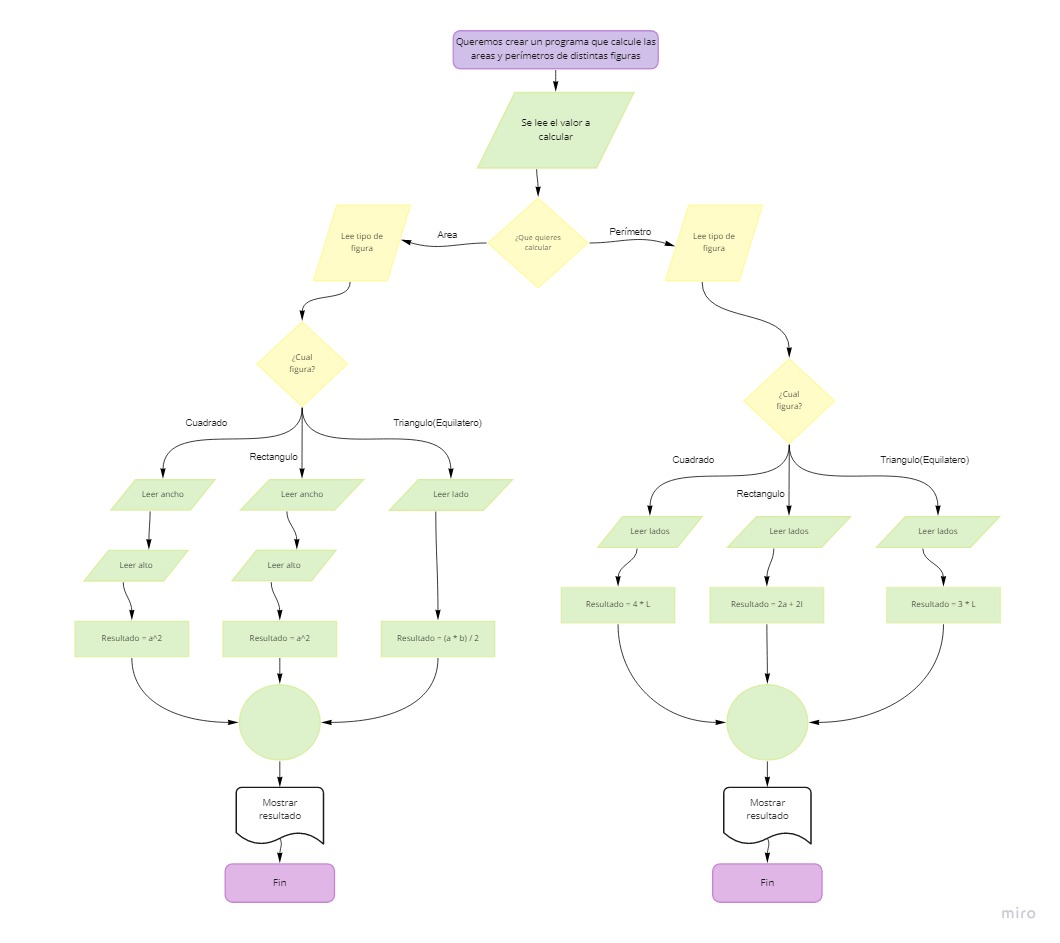 Queremos crear un programa que calcule las
areas y perímetros de distintas figuras
Se lee el valor a
calcular
¿Que quieres
calcular
Area
Perímetro
Lee tipo de
figura
Lee tipo de
figura
¿Cual
figura?
Cuadrado
Rectangulo
Triangulo(Equilatero)
Leer ancho
Leer ancho
Leer lado
Leer alto
Leer alto
Resultado = a^2
Resultado = a^2
Resultado = (a * b) / 2
Mostrar
resultado
Fin
¿Cual
figura?
Cuadrado
Rectangulo
Triangulo(Equilatero)
Leer lados
Leer lados
Leer lados
Resultado = 4 * L
Resultado = 2a + 2l
Resultado = 3 * L
Mostrar
resultado
Fin
miro